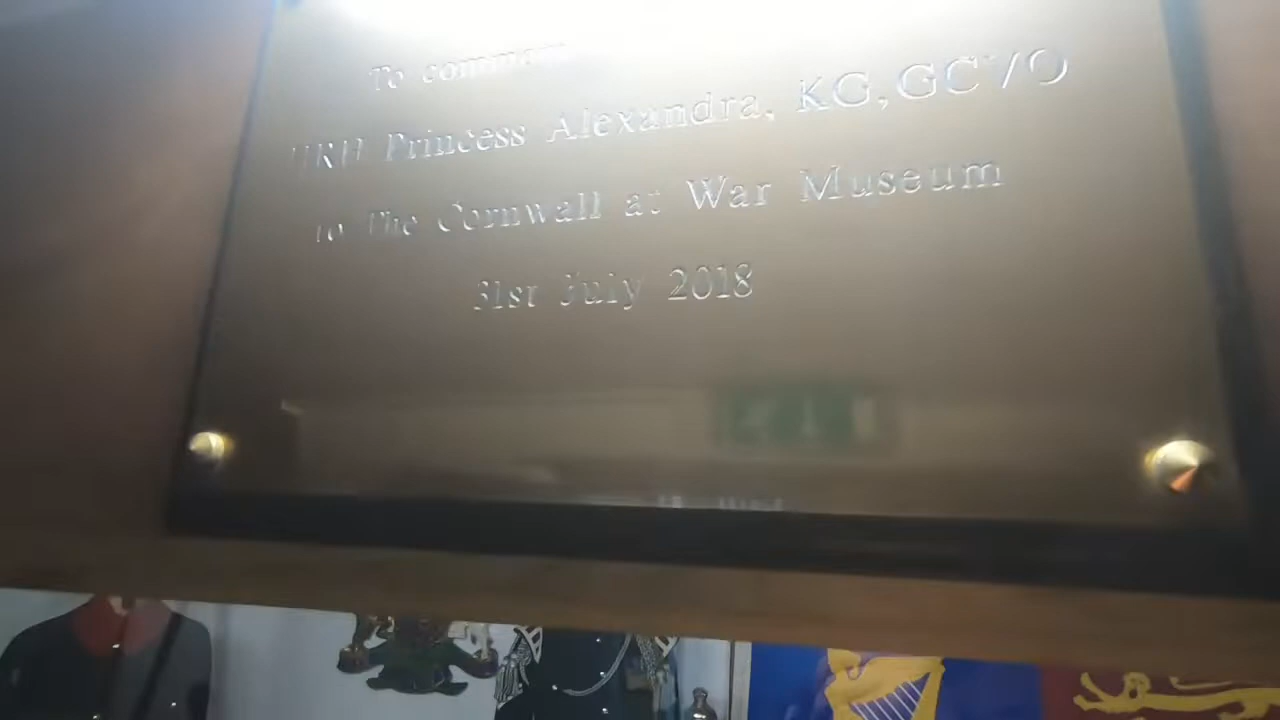 To
HRH Princess Alexandra, KG, GCVO
to The Cornwall at War Museum
31st July 2018